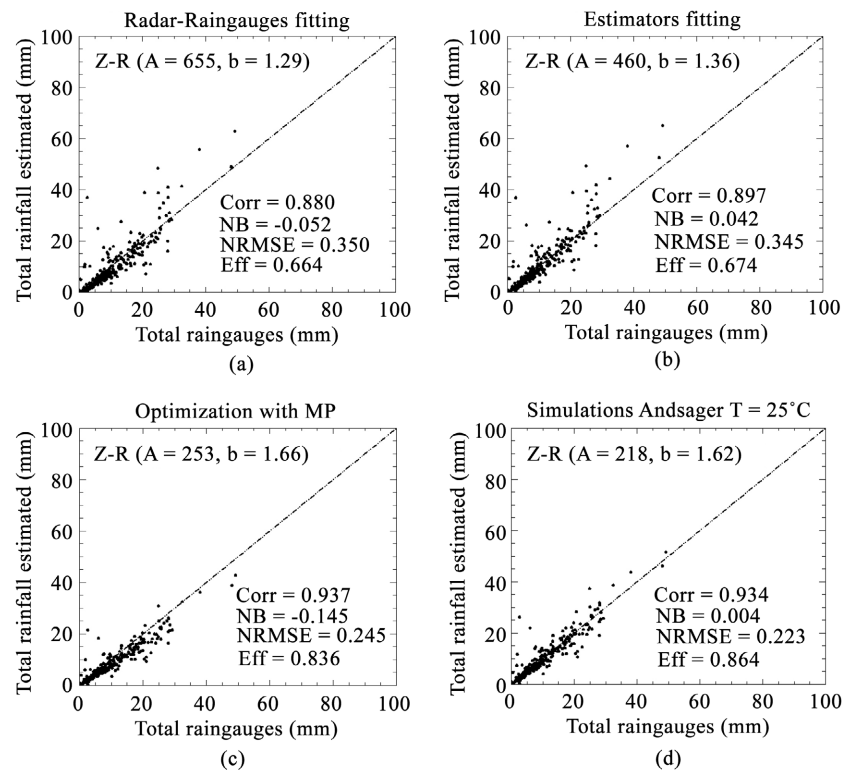 Radar-Raingauges fitting
Z-R (A = 655, b = 1.29)
Total rainfall estimated (mm)
100
80
60
40
20
0
Corr = 0.880
NB = -0.052
NRMSE = 0.350
Eff = 0.664
0 20 40 60 80 100
Total raingauges (mm)
(a)
Estimators fitting
Z-R (A = 460, b = 1.36)
Total rainfall estimated (mm)
100
80
60
40
20
0
Corr = 0.897
NB = 0.042
NRMSE = 0.345
Eff = 0.674
0 20 40 60 80 100
Total raingauges (mm)
(b)
Optimization with MP
Z-R (A = 253, b = 1.66)
Total rainfall estimated (mm)
100
80
60
40
20
0
Corr = 0.937
NB = -0.145
NRMSE = 0.245
Eff = 0.836
0 20 40 60 80 100
Total raingauges (mm)
(c)
Simulations Andsager T = 25˚C
Z-R (A = 218, b = 1.62)
Total rainfall estimated (mm)
100
80
60
40
20
0
Corr = 0.934
NB = 0.004
NRMSE = 0.223
Eff = 0.864
0 20 40 60 80 100
Total raingauges (mm)
(d)